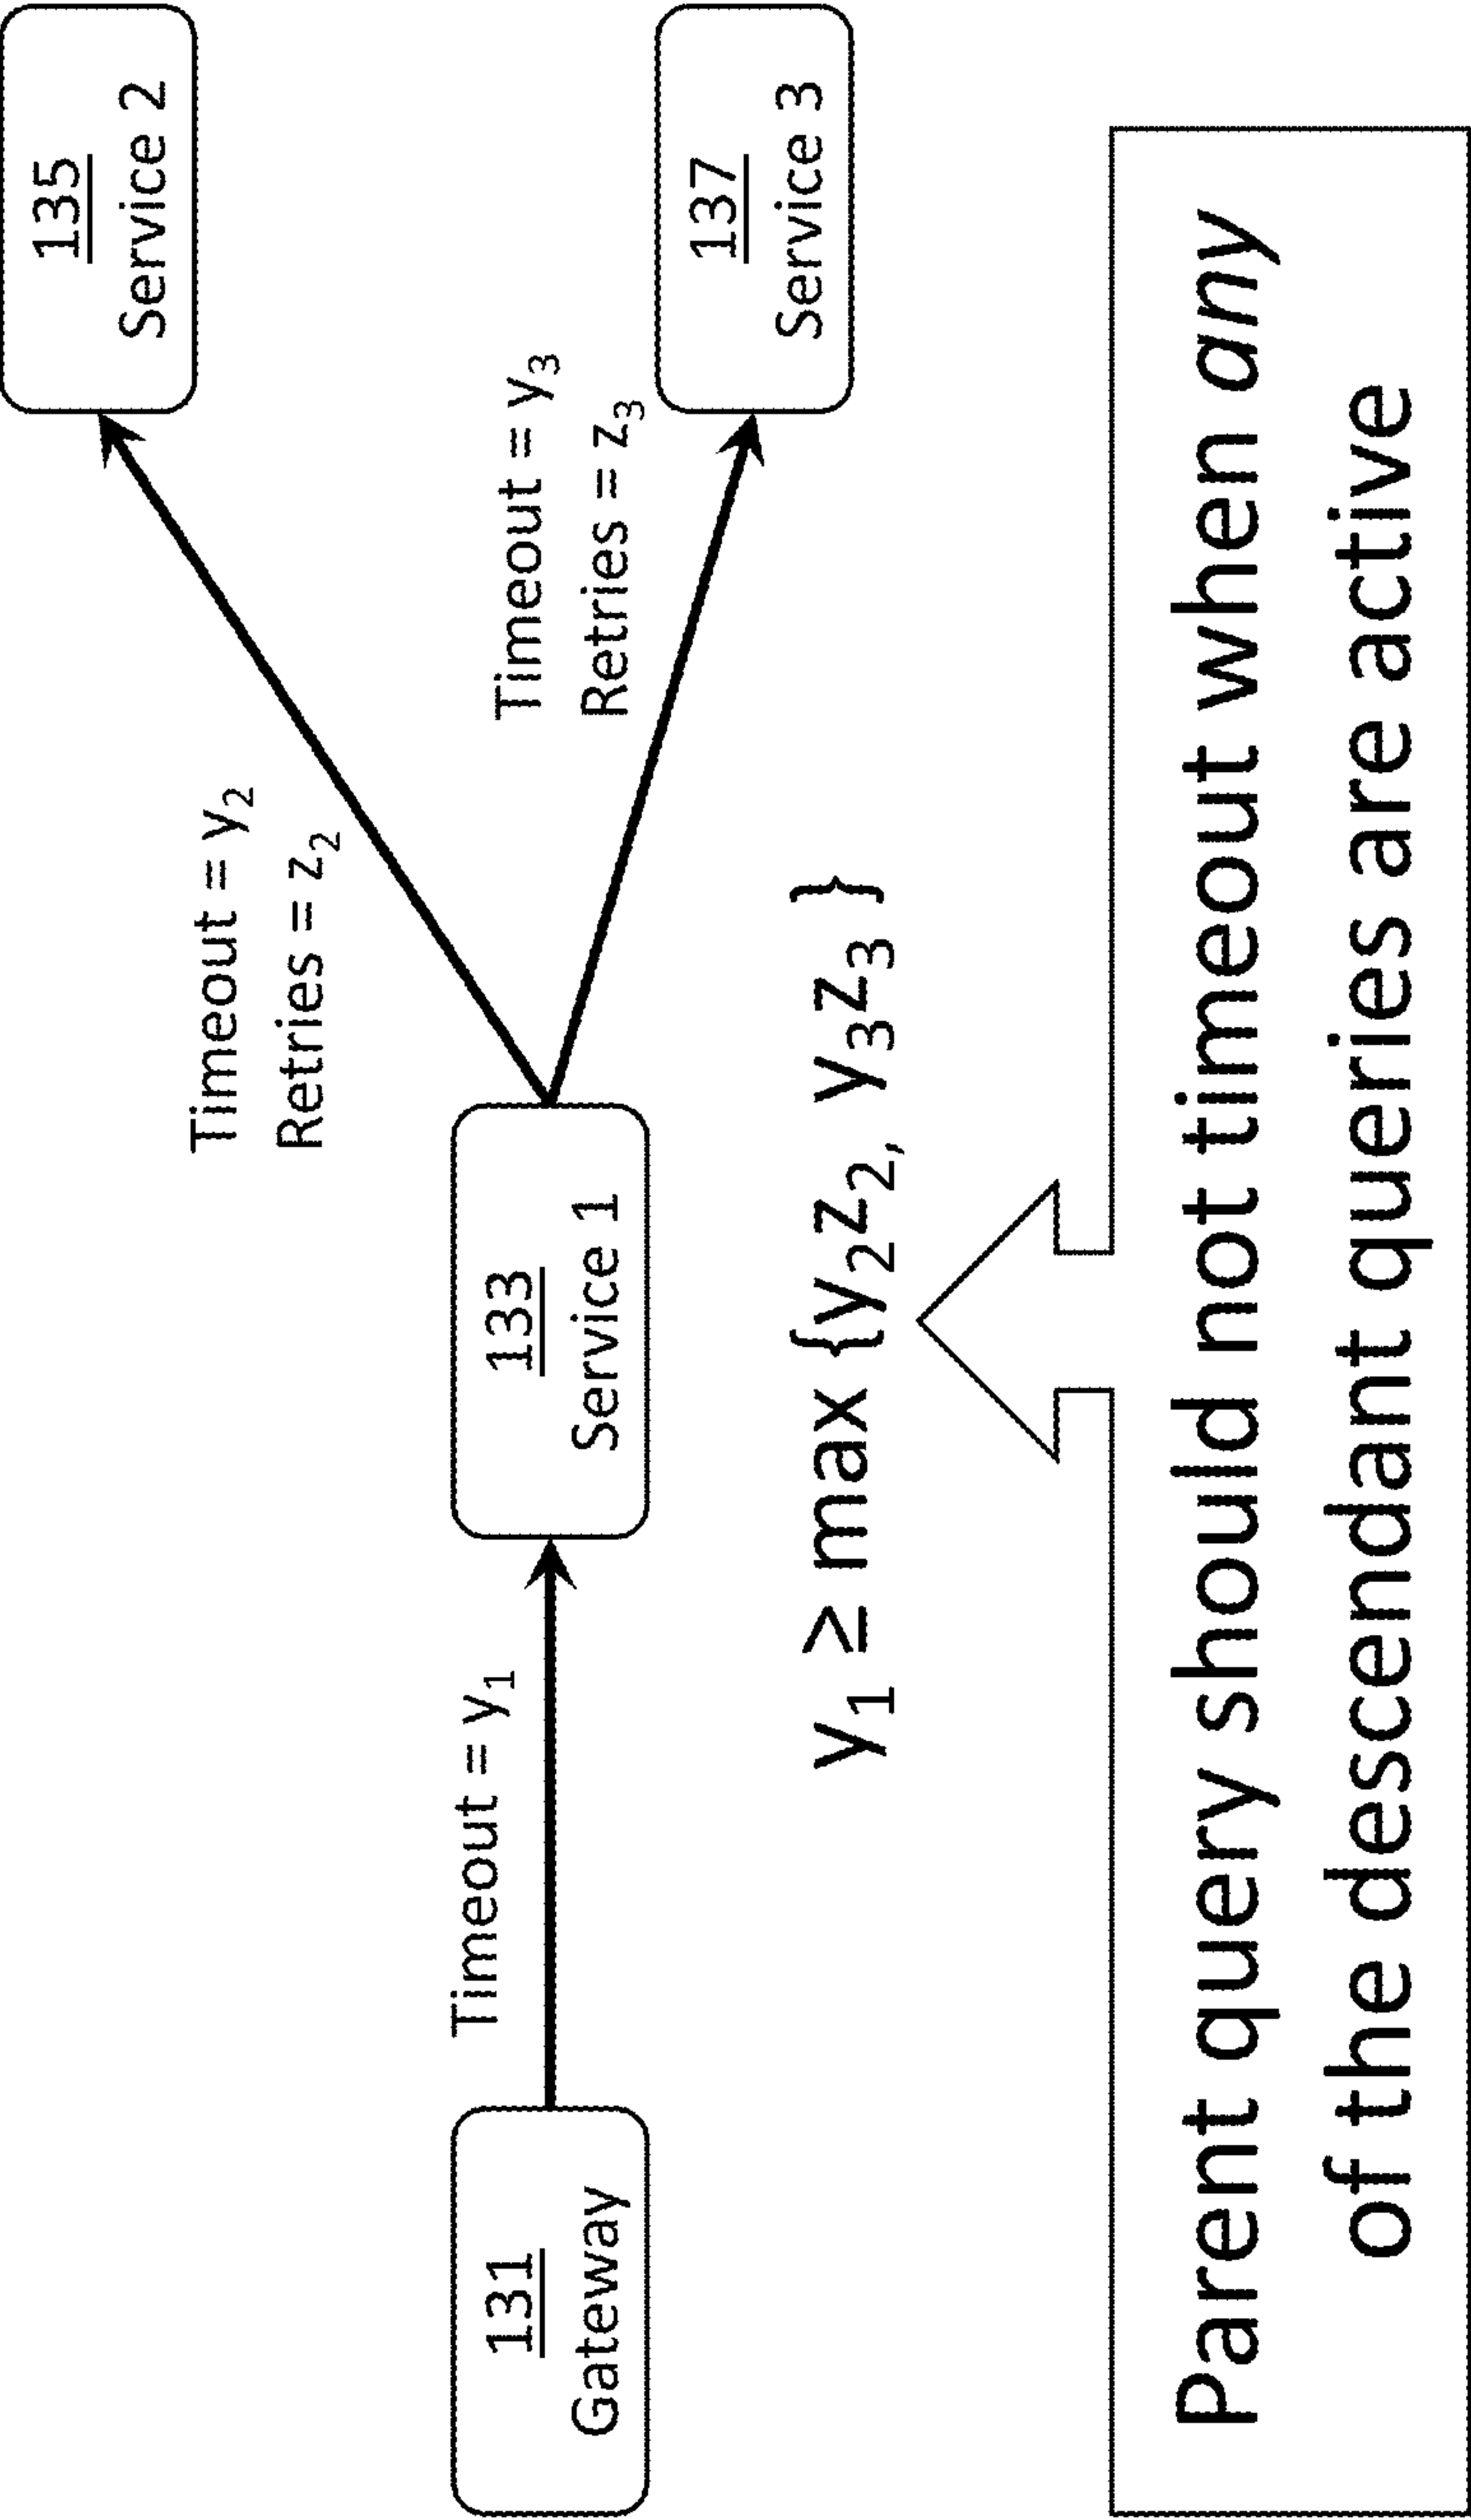 135
Service 2
Timeout = y2
Retries = z2
Timeout = y3
Retries = z3
131
Gateway
Timeout = y1
133
Service 1
137
Service 3
y1 ≥ max {y2z2, y3z3 }
Parent query should not timeout when any
of the descendant queries are active